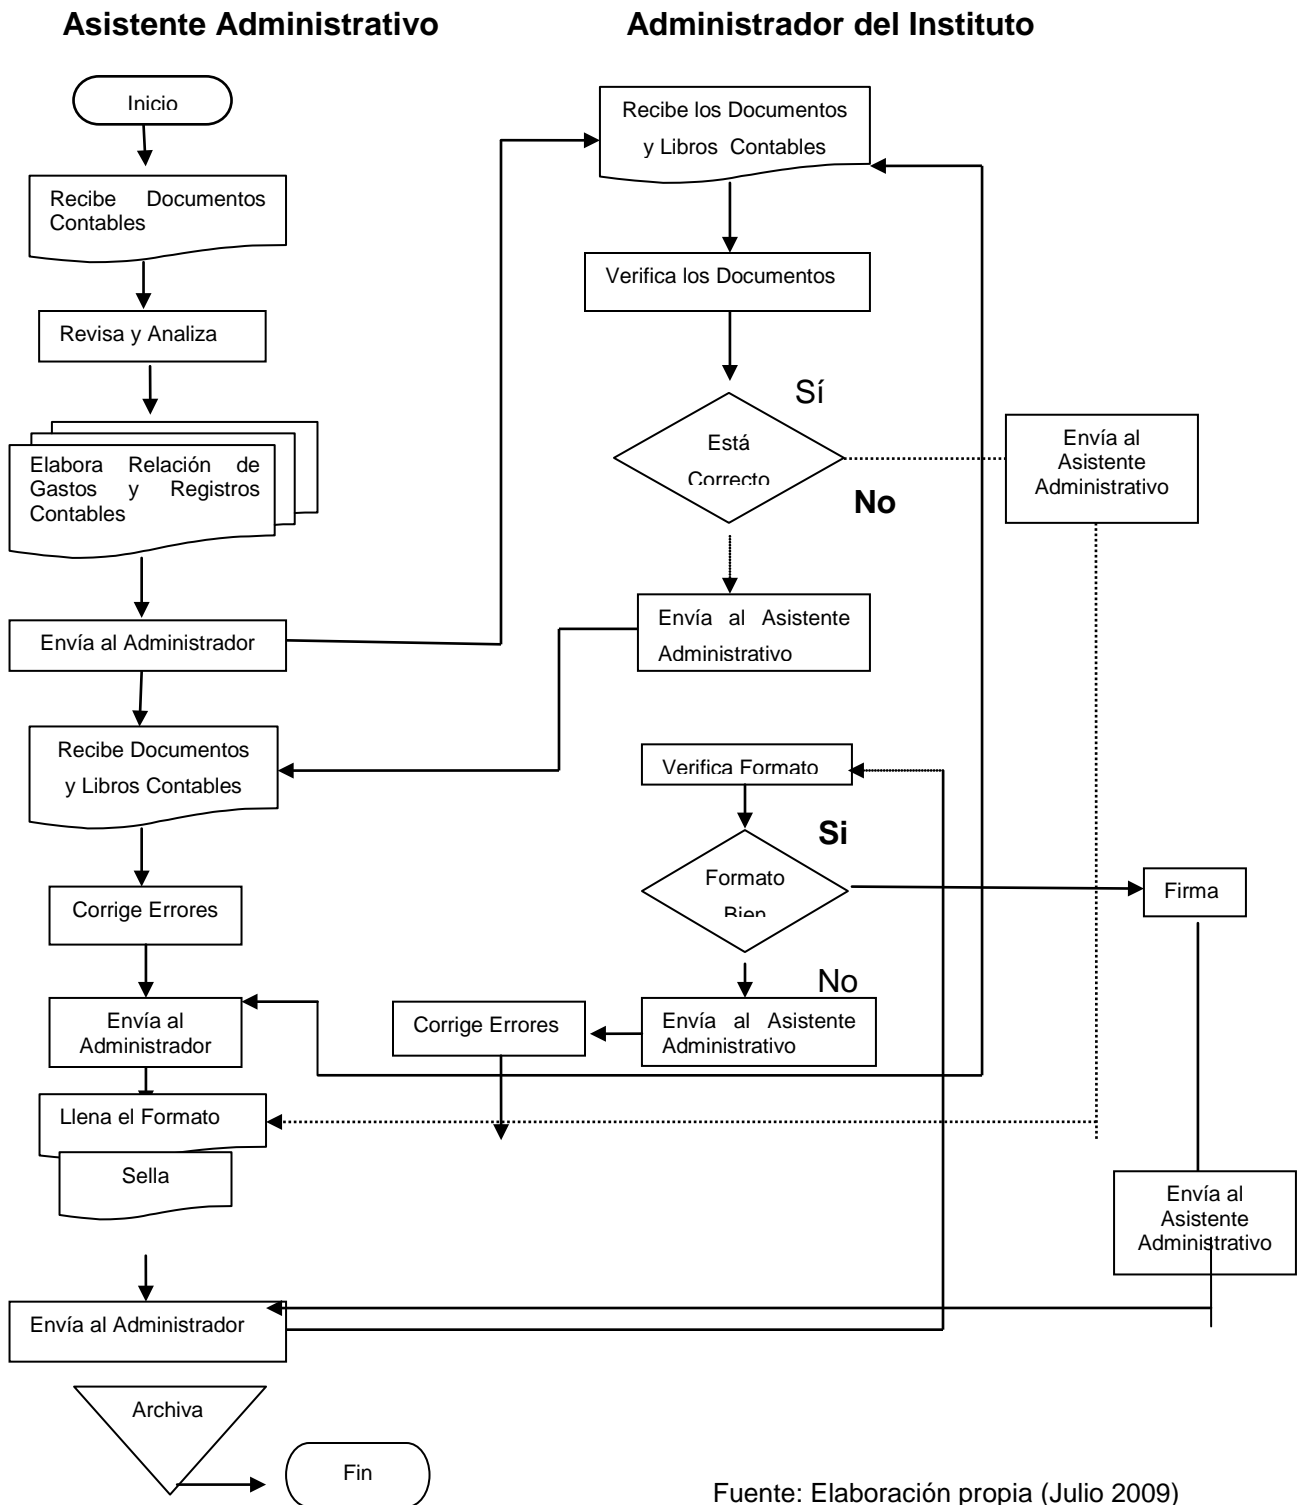 Asistente Administrativo
Administrador del Instituto
Inicio
Recibe Documentos
Contables
Revisa y Analiza
Elabora Relación de
Gastos y Registros
Contables
Envía al Administrador
Recibe Documentos
y Libros Contables
Corrige Errores
Envía al
Administrador
Llena el Formato
Sella
Envía al Administrador
Archiva
Fin
Recibe los Documentos
y Libros Contables
Verifica los Documentos
Sí
Está
Correcto
No
Envía al
Asistente
Administrativo
Envía al Asistente
Administrativo
Verifica Formato
Si
Formato
Bien
Firma
No
Envía al Asistente
Administrativo
Corrige Errores
Envía al
Asistente
Administrativo
Fuente: Elaboración propia (Julio 2009)